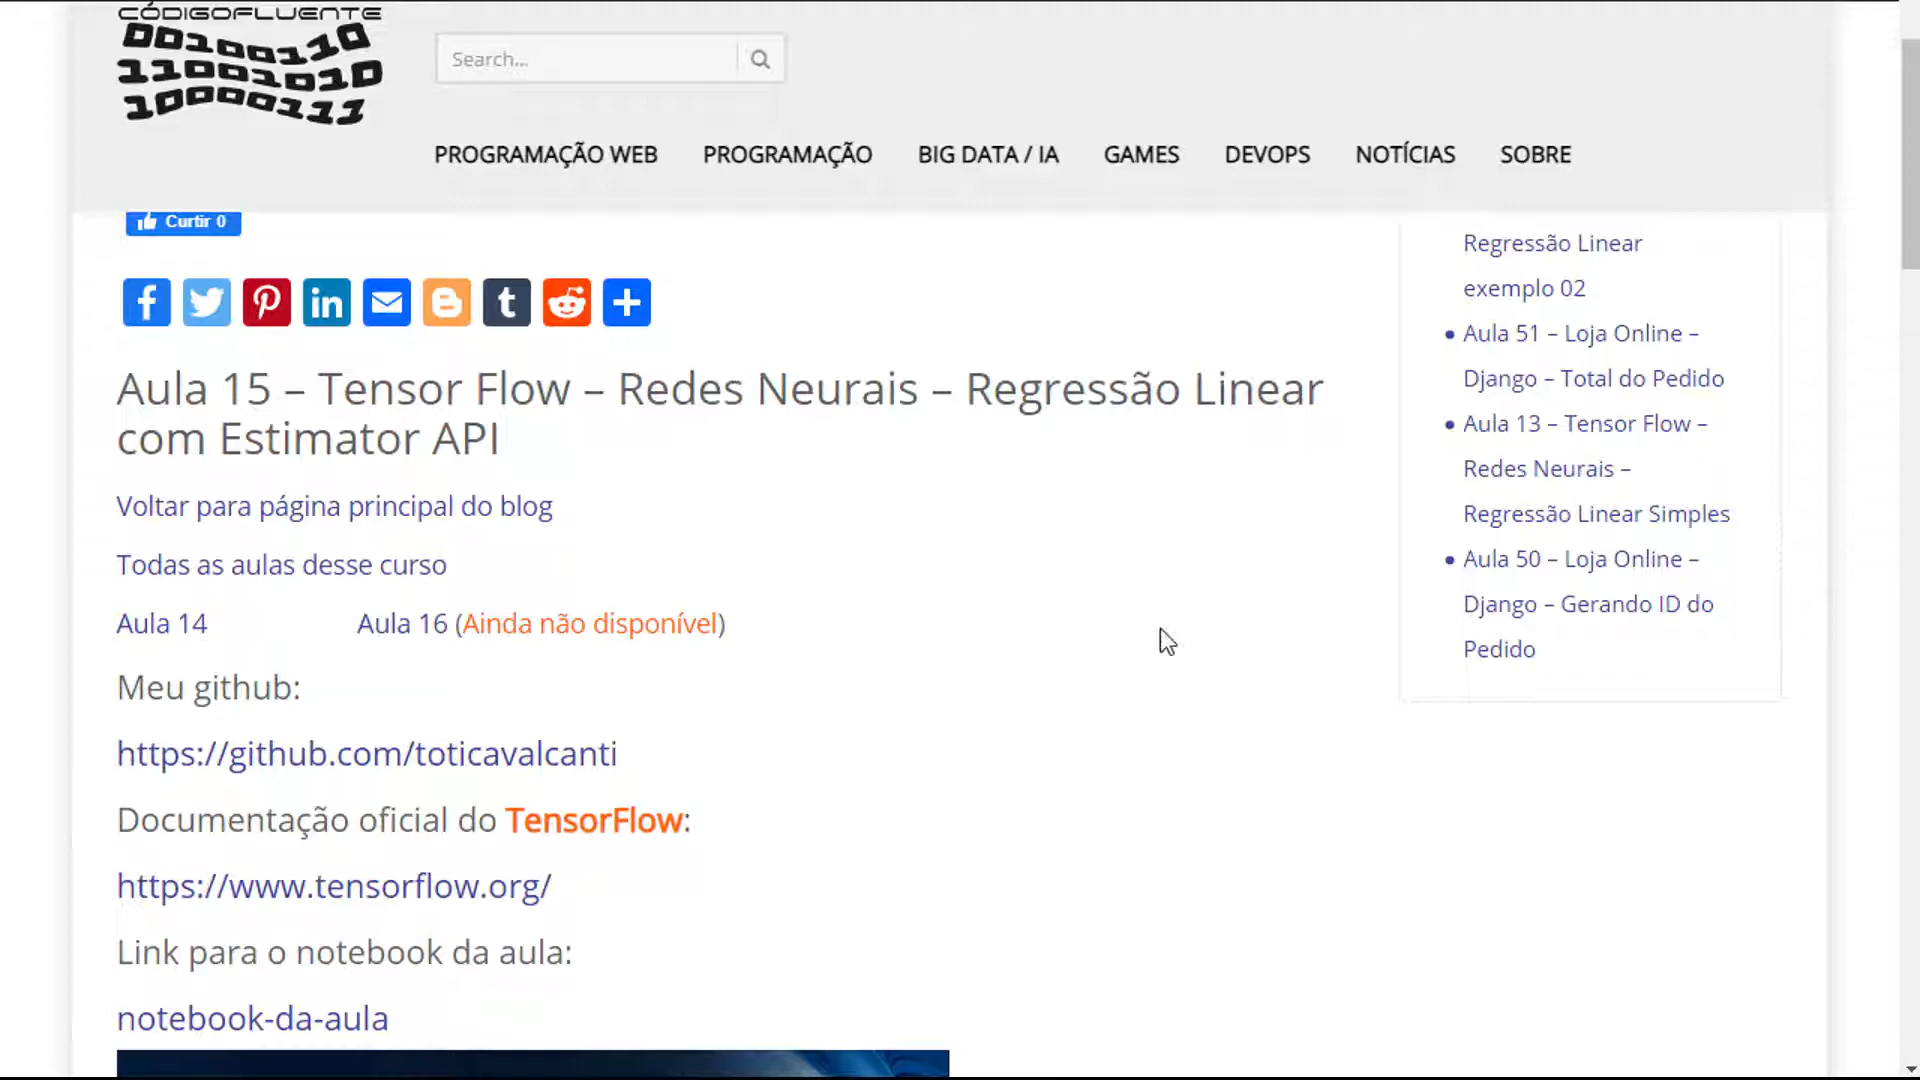 CÓDIGOFLUENTE
00100110
11001010
10000111
Search...
PROGRAMAÇÃO WEB PROGRAMAÇÃO BIG DATA / IA GAMES DEVOPS NOTÍCIAS SOBRE
Curtir 0
Aula 15 – Tensor Flow – Redes Neurais – Regressão Linear
com Estimator API
Voltar para página principal do blog
Todas as aulas desse curso
Aula 14 Aula 16 (Ainda não disponível)
Meu github:
https://github.com/toticavalcanti
Documentação oficial do TensorFlow:
https://www.tensorflow.org/
Link para o notebook da aula:
notebook-da-aula
Regressão Linear
exemplo 02
Aula 51 – Loja Online –
Django – Total do Pedido
Aula 13 – Tensor Flow –
Redes Neurais –
Regressão Linear Simples
Aula 50 – Loja Online –
Django – Gerando ID do
Pedido